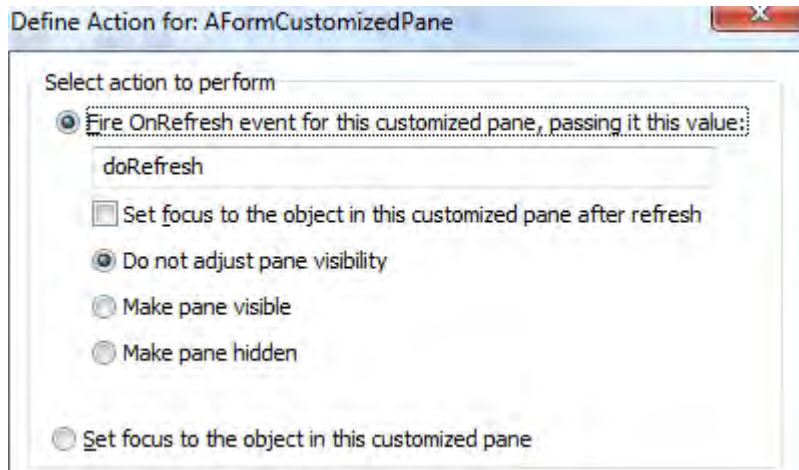 Define Action for: AFormCustomizedPane
Select action to perform
Fire OnRefresh event for this customized pane, passing it this value:
doRefresh
Set focus to the object in this customized pane after refresh
Do not adjust pane visibility
Make pane visible
Make pane hidden
Set focus to the object in this customized pane